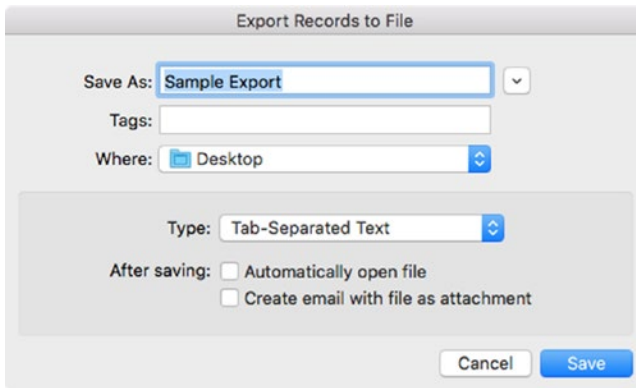 Export Records to File
Save As: Sample Export
Tags:
Where: Desktop
Type: Tab-Separated Text
After saving: Automatically open file
Create email with file as attachment
Cancel Save